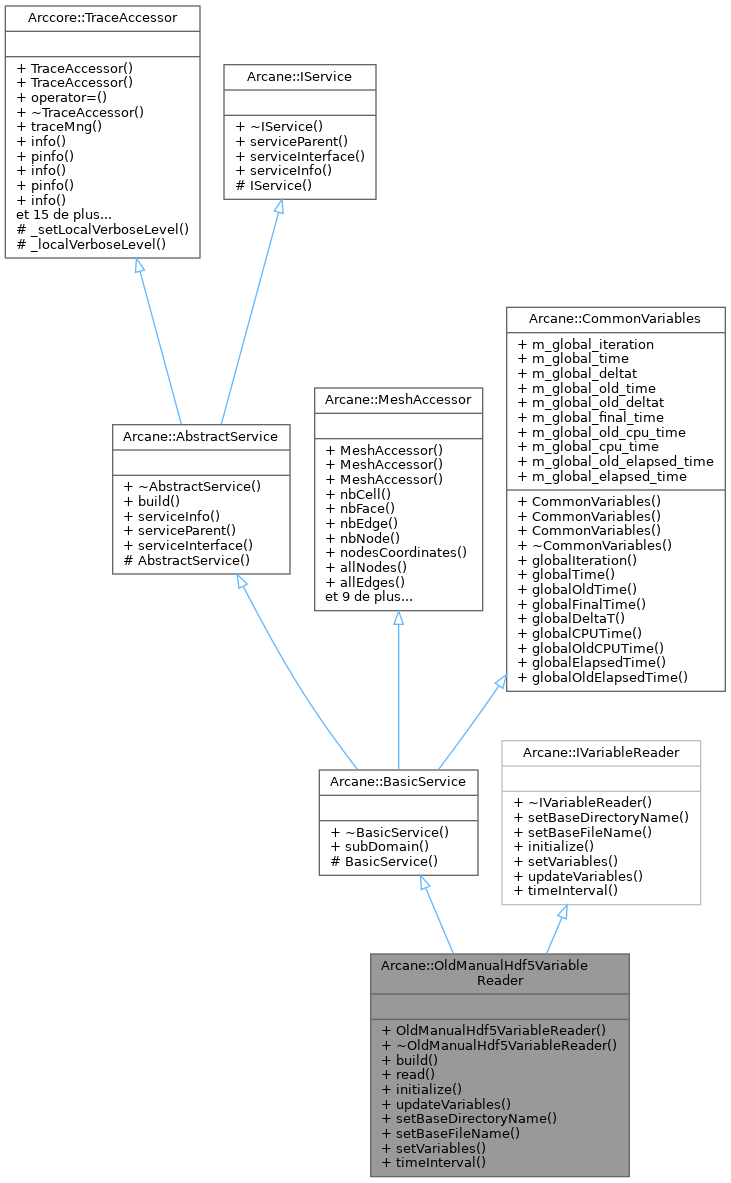 Arccore::TraceAccessor
+ TraceAccessor()
+ TraceAccessor()
+ operator=()
+ ~TraceAccessor()
+ traceMng()
+ info()
+ pinfo()
+ info()
+ pinfo()
+ info()
et 15 de plus...
# _setLocalVerboseLevel()
# _localVerboseLevel()
Arcane::IService
+ ~IService()
+ serviceParent()
+ serviceInterface()
+ serviceInfo()
# IService()
Arcane::CommonVariables
+ m_global_iteration
+ m_global_time
+ m_global_deltat
+ m_global_old_time
+ m_global_old_deltat
+ m_global_final_time
+ m_global_old_cpu_time
+ m_global_cpu_time
+ m_global_old_elapsed_time
+ m_global_elapsed_time
+ CommonVariables()
+ CommonVariables()
+ CommonVariables()
+ ~CommonVariables()
+ globalIteration()
+ globalTime()
+ globalOldTime()
+ globalFinalTime()
+ globalDeltaT()
+ globalCPUTime()
+ globalOldCPUTime()
+ globalElapsedTime()
+ globalOldElapsedTime()
Arcane::MeshAccessor
+ MeshAccessor()
+ MeshAccessor()
+ MeshAccessor()
+ nbCell()
+ nbFace()
+ nbEdge()
+ nbNode()
+ nodesCoordinates()
+ allNodes()
+ allEdges()
et 9 de plus...
Arcane::AbstractService
+ ~AbstractService()
+ build()
+ serviceInfo()
+ serviceParent()
+ serviceInterface()
# AbstractService()
Arcane::BasicService
+ ~BasicService()
+ subDomain()
# BasicService()
Arcane::IVariableReader
+ ~IVariableReader()
+ setBaseDirectoryName()
+ setBaseFileName()
+ initialize()
+ setVariables()
+ updateVariables()
+ timeInterval()
Arcane::OldManualHdf5Variable
Reader
+ OldManualHdf5VariableReader()
+ ~OldManualHdf5VariableReader()
+ build()
+ read()
+ initialize()
+ updateVariables()
+ setBaseDirectoryName()
+ setBaseFileName()
+ setVariables()
+ timeInterval()